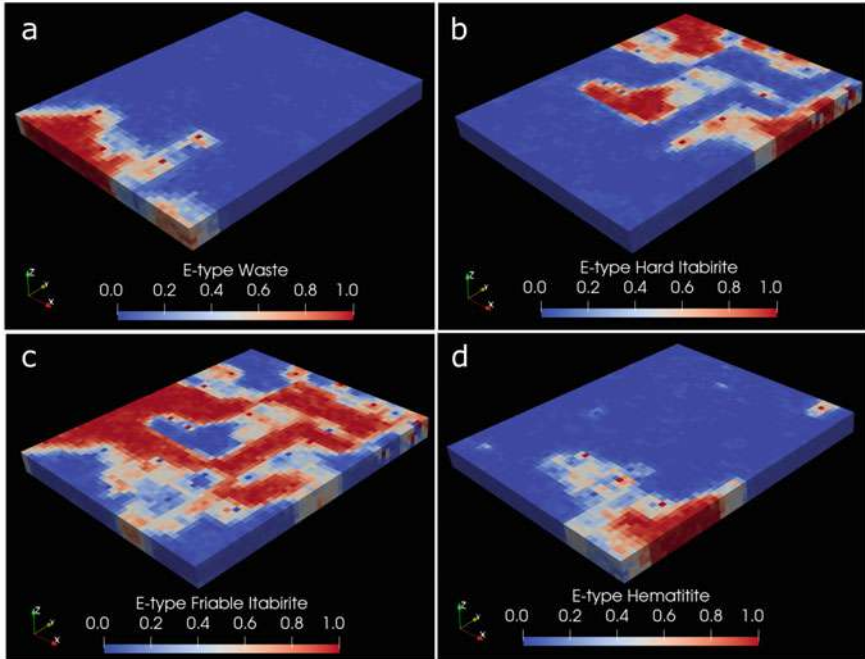 a
z
y
x
E-type Waste
0.0 0.2 0.4 0.6 0.8 1.0
b
z
y
x
E-type Hard Itabirite
0.0 0.2 0.4 0.6 0.8 1.0
c
z
y
x
E-type Friable Itabirite
0.0 0.2 0.4 0.6 0.8 1.0
d
z
y
x
E-type Hematitite
0.0 0.2 0.4 0.6 0.8 1.0